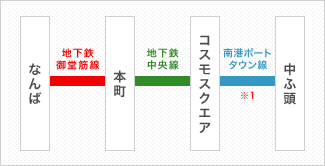 なんば
地下鉄
御堂筋線
本町
地下鉄
中央線
コスモスクエア
南港ポート
タウン線
※1
中ふ頭